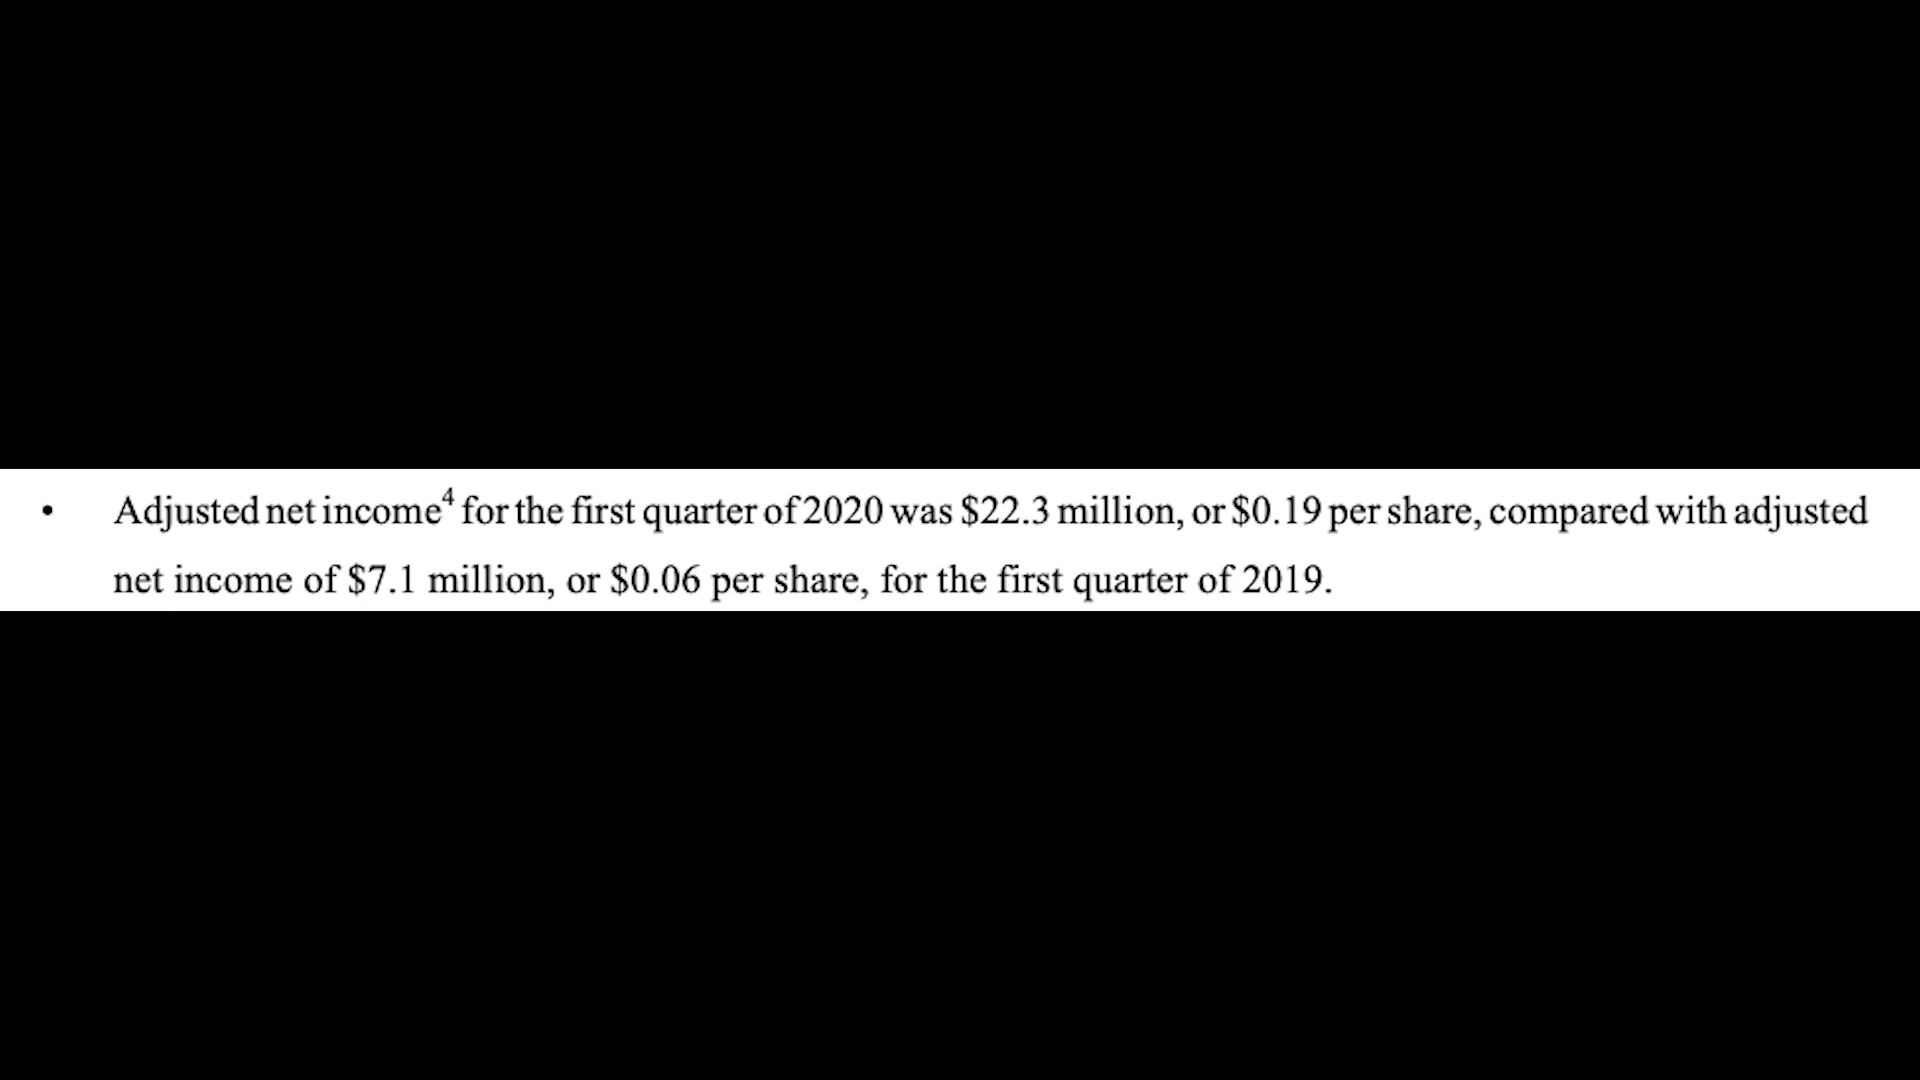 • Adjusted net income⁴ for the first quarter of 2020 was $22.3 million, or $0.19 per share, compared with adjusted
net income of $7.1 million, or $0.06 per share, for the first quarter of 2019.